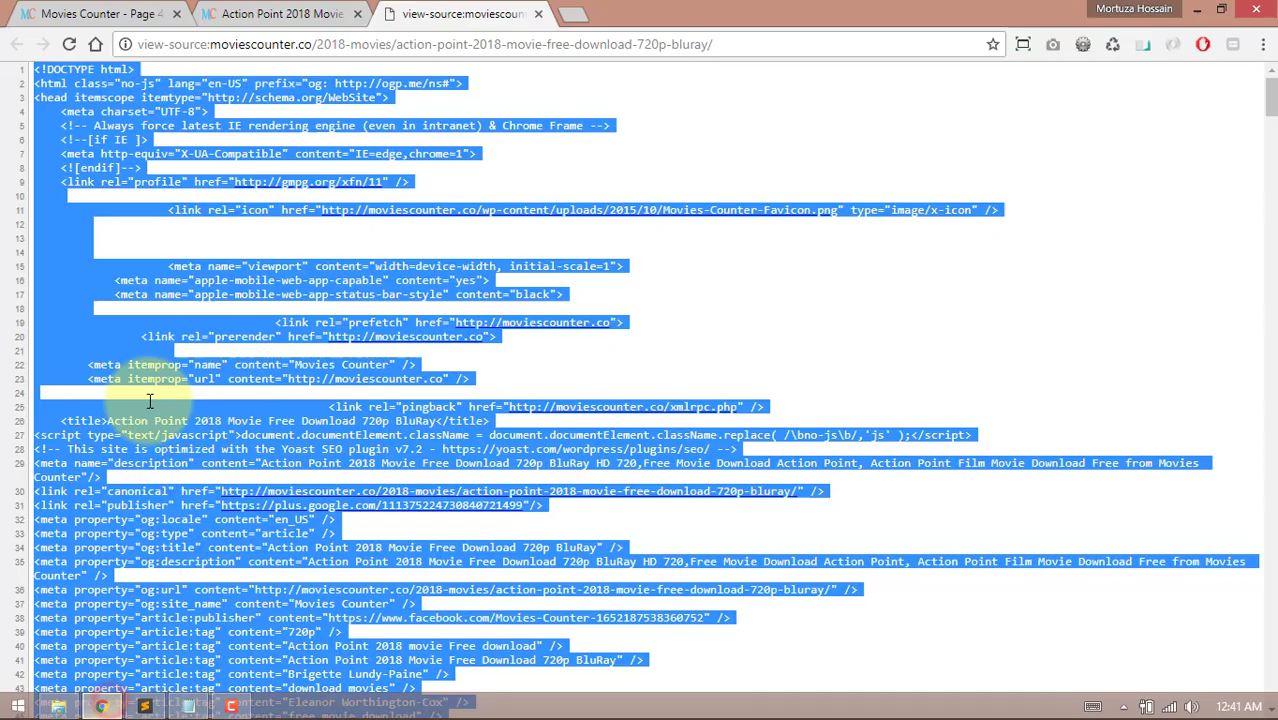 Movies Counter - Page 4
Action Point 2018 Movie
view-source:moviescoun
Mortuza Hossain
view-source:moviescounter.co/2018-movies/action-point-2018-movie-free-download-720p-bluray/
1 <!DOCTYPE html>
2 <html class="no-js" lang="en-US" prefix="og: http://ogp.me/ns#">
3 <head itemscope itemtype="http://schema.org/WebSite">
4 <meta charset="UTF-8">
5 <!-- Always force latest IE rendering engine (even in intranet) & Chrome Frame -->
6 <!--[if IE ]>
7 <meta http-equiv="X-UA-Compatible" content="IE=edge,chrome=1">
8 <![endif]-->
9 <link rel="profile" href="http://gmpg.org/xfn/11" />
10
11 <link rel="icon" href="http://moviescounter.co/wp-content/uploads/2015/10/Movies-Counter-Favicon.png" type="image/x-icon" />
12
13
14
15 <meta name="viewport" content="width=device-width, initial-scale=1">
16 <meta name="apple-mobile-web-app-capable" content="yes">
17 <meta name="apple-mobile-web-app-status-bar-style" content="black">
18
19 <link rel="prefetch" href="http://moviescounter.co">
20 <link rel="prerender" href="http://moviescounter.co">
21
22 <meta itemprop="name" content="Movies Counter" />
23 <meta itemprop="url" content="http://moviescounter.co" />
24
25 <link rel="pingback" href="http://moviescounter.co/xmlrpc.php" />
26 <title>Action Point 2018 Movie Free Download 720p BluRay</title>
27 <script type="text/javascript">document.documentElement.className = document.documentElement.className.replace( /\bno-js\b/,'js' );</script>
28 <!-- This site is optimized with the Yoast SEO plugin v7.2 - https://yoast.com/wordpress/plugins/seo/ -->
29 <meta name="description" content="Action Point 2018 Movie Free Download 720p BluRay HD 720,Free Movie Download Action Point, Action Point Film Movie Download Free from Movies
Counter"/>
30 <link rel="canonical" href="http://moviescounter.co/2018-movies/action-point-2018-movie-free-download-720p-bluray/" />
31 <link rel="publisher" href="https://plus.google.com/111375224730840721499"/>
32 <meta property="og:locale" content="en_US" />
33 <meta property="og:type" content="article" />
34 <meta property="og:title" content="Action Point 2018 Movie Free Download 720p BluRay" />
35 <meta property="og:description" content="Action Point 2018 Movie Free Download 720p BluRay HD 720,Free Movie Download Action Point, Action Point Film Movie Download Free from Movies
Counter" />
36 <meta property="og:url" content="http://moviescounter.co/2018-movies/action-point-2018-movie-free-download-720p-bluray/" />
37 <meta property="og:site_name" content="Movies Counter" />
38 <meta property="article:publisher" content="https://www.facebook.com/Movies-Counter-1652187538360752" />
39 <meta property="article:tag" content="720p" />
40 <meta property="article:tag" content="Action Point 2018 movie Free download" />
41 <meta property="article:tag" content="Action Point 2018 Movie Free Download 720p BluRay" />
42 <meta property="article:tag" content="Brigette Lundy-Paine" />
43 <meta property="article:tag" content="download movies" />
<meta property="article:tag" content="Eleanor Worthington-Cox" />
<meta property="article:tag" content="free movie download" />
12:41 AM